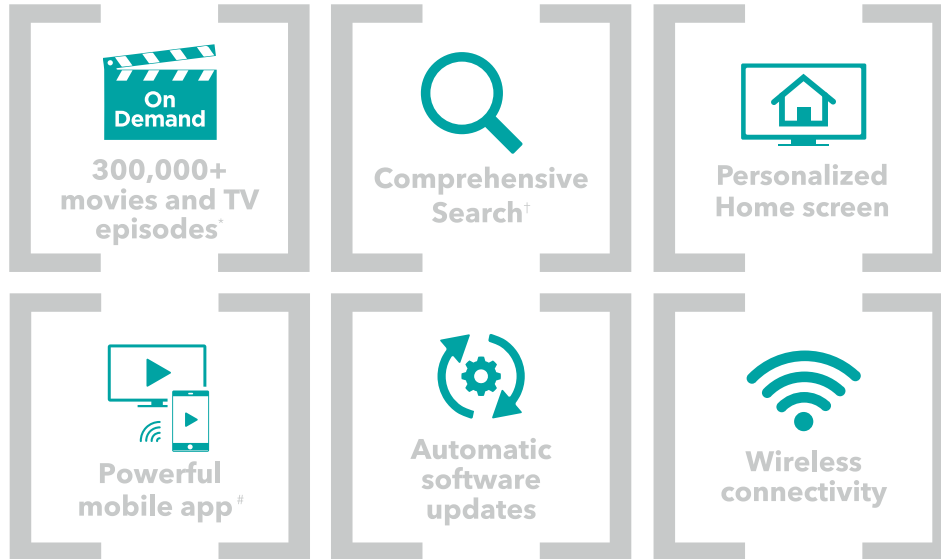 On
Demand
300,000+
movies and TV
episodes*
Comprehensive
Search†
Personalized
Home screen
Powerful
mobile app #
Automatic
software
updates
Wireless
connectivity